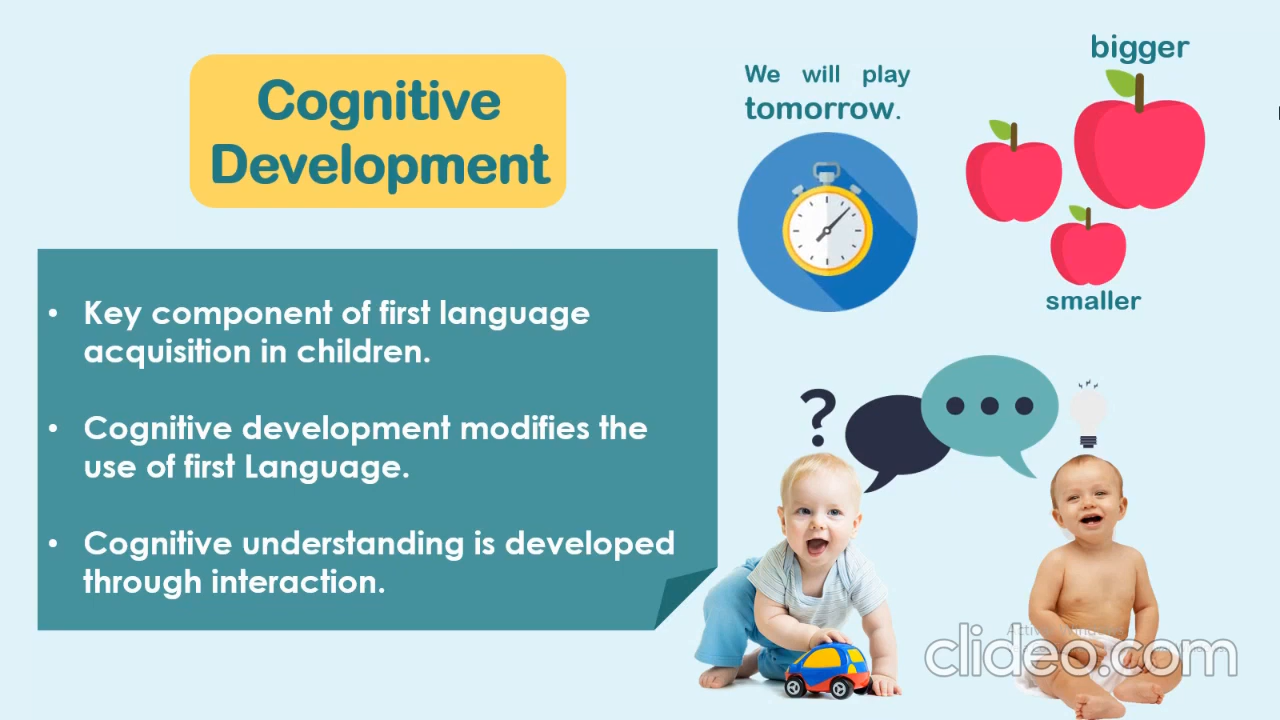 Cognitive
Development
• Key component of first language
acquisition in children.
• Cognitive development modifies the
use of first Language.
• Cognitive understanding is developed
through interaction.
We will play
tomorrow.
bigger
smaller
?
clideo.com